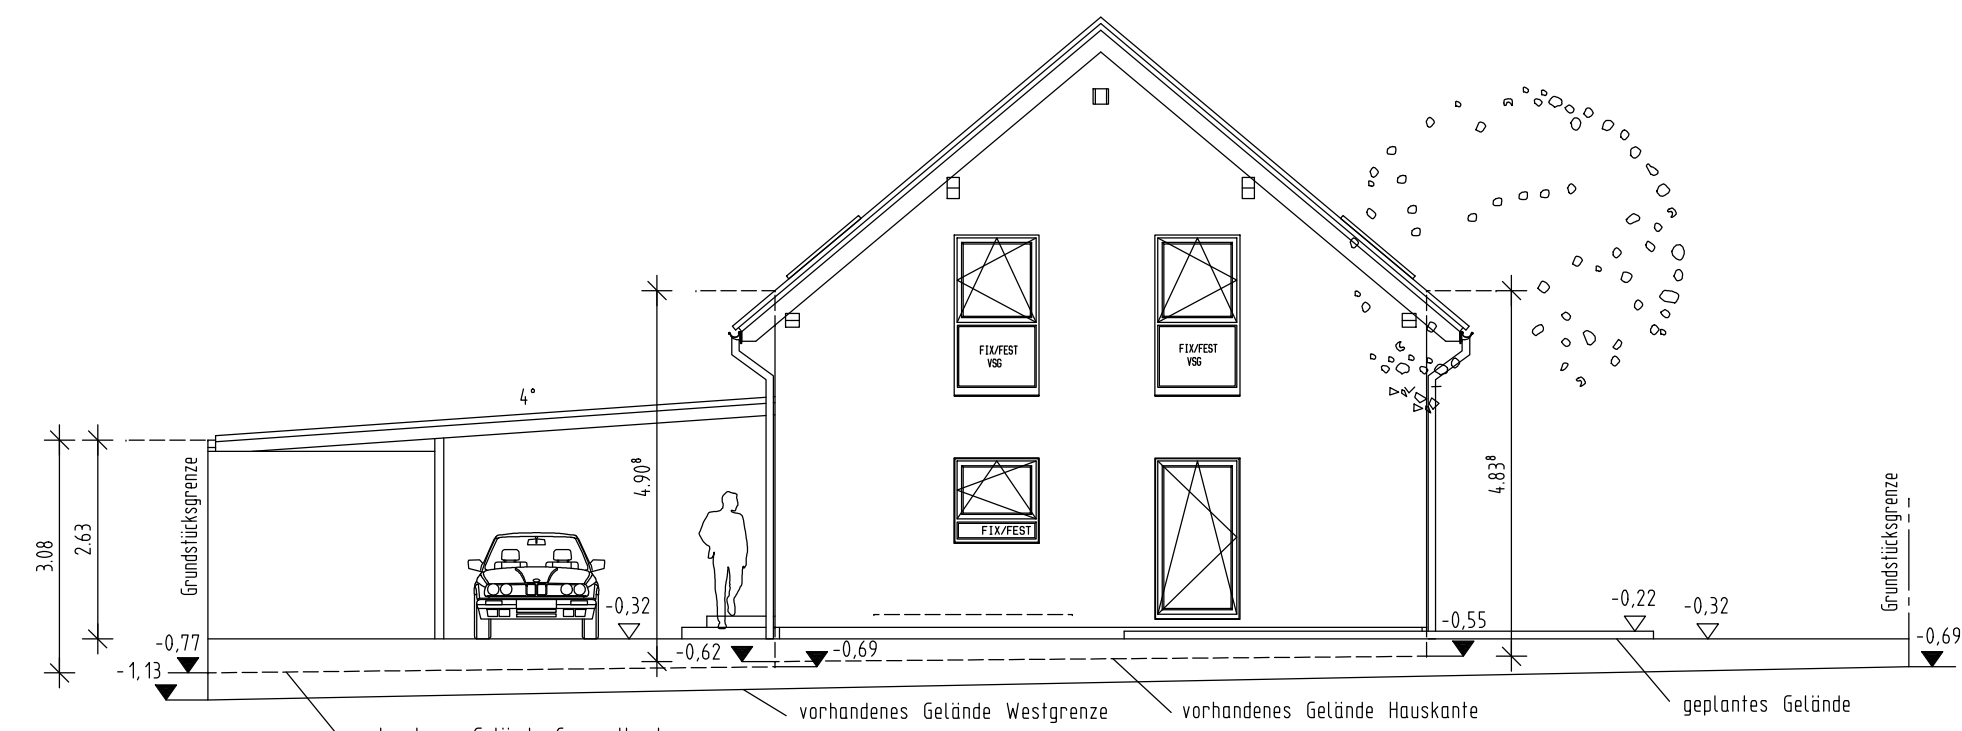 FIX/FEST
VSG
FIX/FEST
VSG
4°
4.90⁸
4.83⁸
3.08
2.63
Grundstücksgrenze
Grundstücksgrenze
FIX/FEST
-0,32
-0,22
-0,32
-0,55
-0,77
-0,62
-0,69
-0,69
-1,13
vorhandenes Gelände Westgrenze
vorhandenes Gelände Hauskante
geplantes Gelände